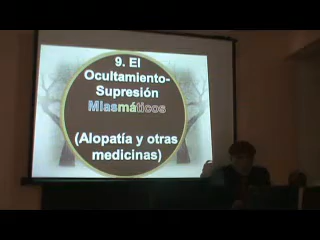 9. El
Ocultamiento-
Supresión
Miasmáticos
(Alopatía y otras
medicinas)